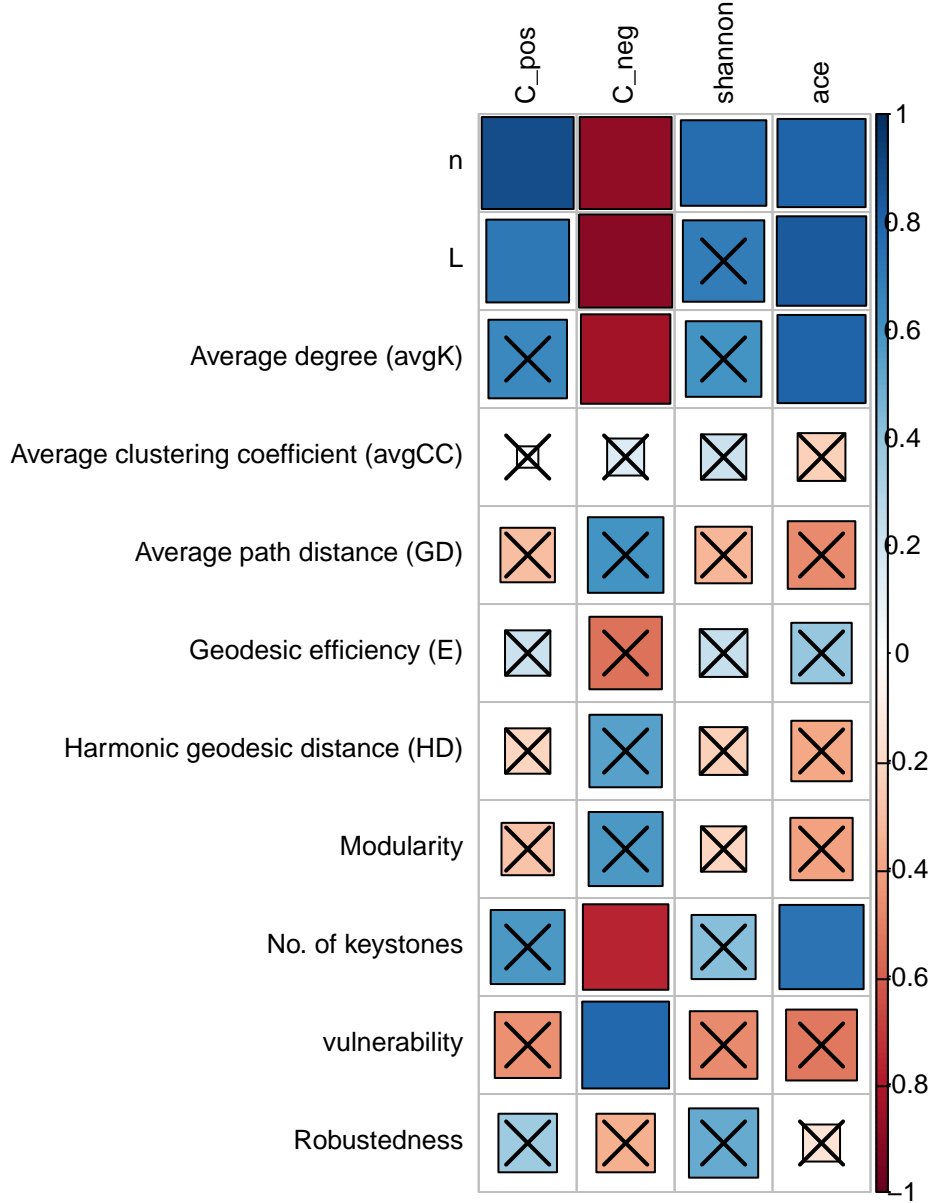 C_pos
C_neg
shannon
ace
n
L
Average degree (avgK)
Average clustering coefficient (avgCC)
Average path distance (GD)
Geodesic efficiency (E)
Harmonic geodesic distance (HD)
Modularity
No. of keystones
vulnerability
Robustedness
1
0.8
0.6
0.4
0.2
0
-0.2
-0.4
-0.6
-0.8
−1